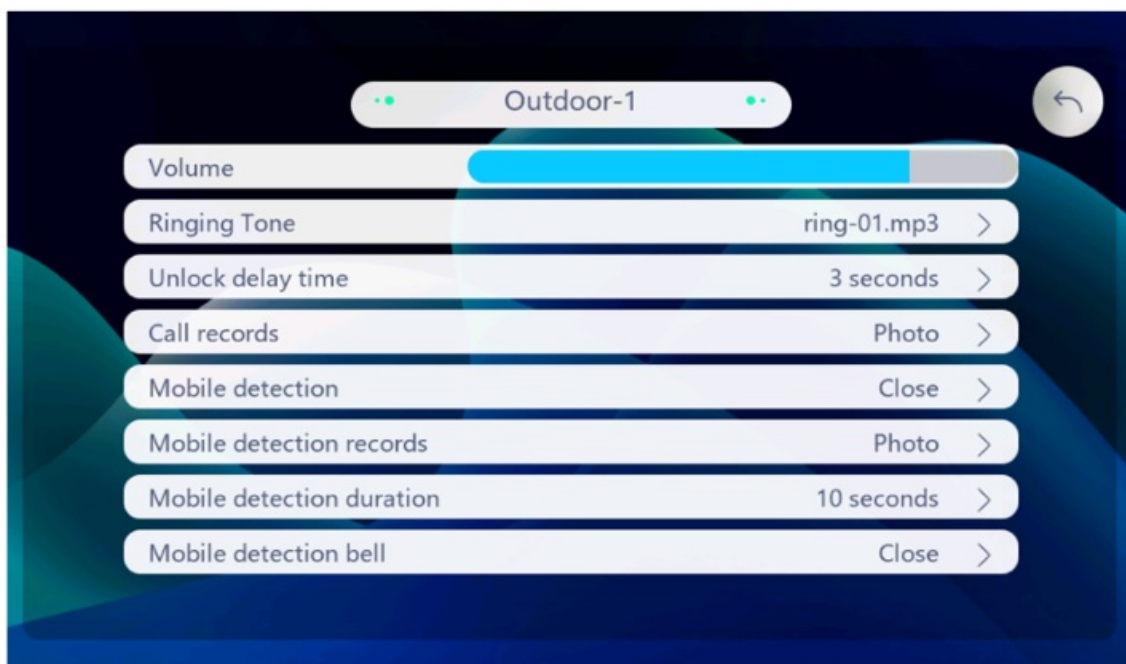 Outdoor-1
Volume
Ringing Tone ring-01.mp3
Unlock delay time 3 seconds
Call records Photo
Mobile detection Close
Mobile detection records Photo
Mobile detection duration 10 seconds
Mobile detection bell Close